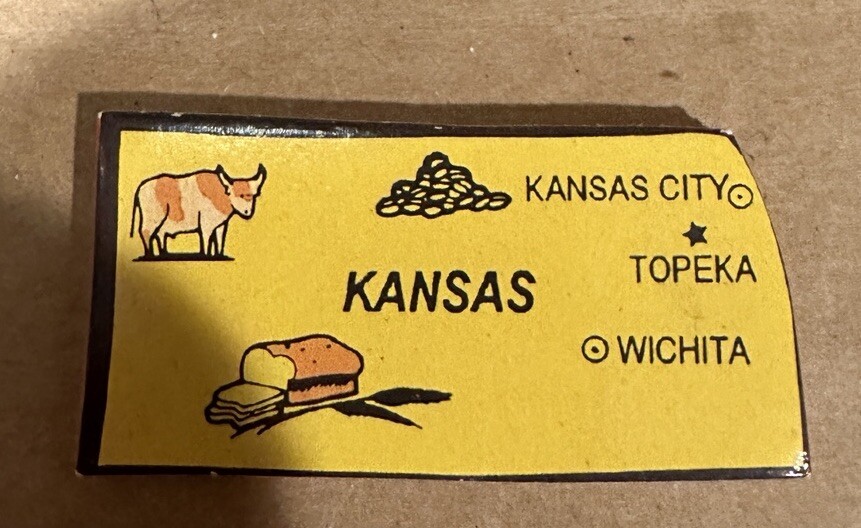 KANSAS CITY
TOPEKA
KANSAS
WICHITA